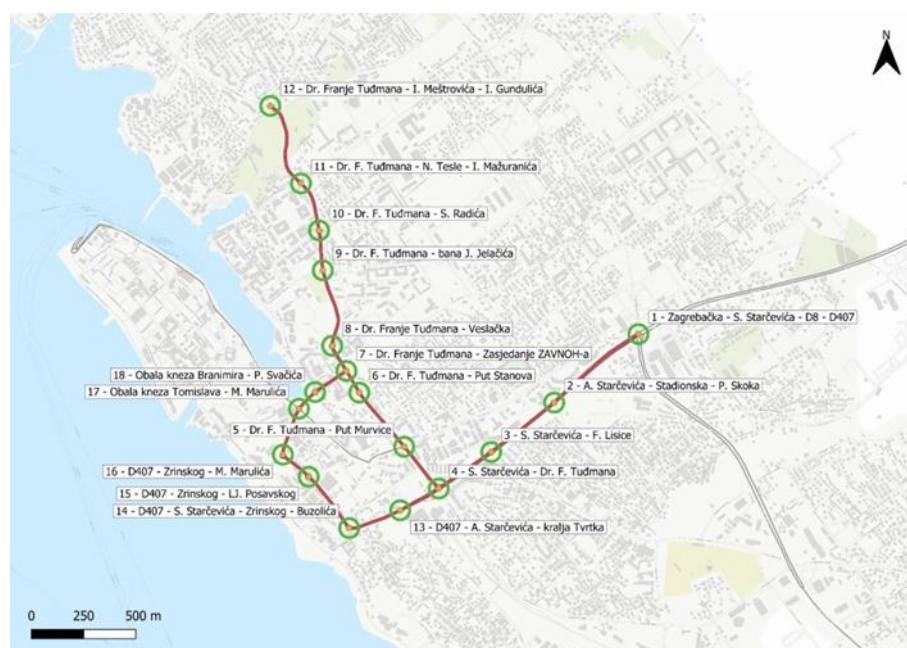 N
12 - Dr. Franje Tuđmana - I. Meštrovića - I. Gundulića
11 - Dr. F. Tuđmana - N. Tesle - I. Mažuranića
10 - Dr. F. Tuđmana - S. Radića
9 - Dr. F. Tuđmana - bana J. Jelačića
1 - Zagrebačka - S. Starčevića - D8 - D407
8 - Dr. Franje Tuđmana - Veslačka
7 - Dr. Franje Tuđmana - Zasjedanje ZAVNOH-a
18 - Obala kneza Branimira - P. Svačića
6 - Dr. F. Tuđmana - Put Stanova
2 - A. Starčevića - Stadionska - P. Skoka
17 - Obala kneza Tomislava - M. Marulića
5 - Dr. F. Tuđmana - Put Murvice
3 - S. Starčevića - F. Lisice
16 - D407 - Zrinskog - M. Marulića
4 - S. Starčevića - Dr. F. Tuđmana
15 - D407 - Zrinskog - LJ. Posavskog
14 - D407 - S. Starčevića - Zrinskog - Buzolića
13 - D407 - A. Starčevića - kralja Tvrtka
0 250 500 m